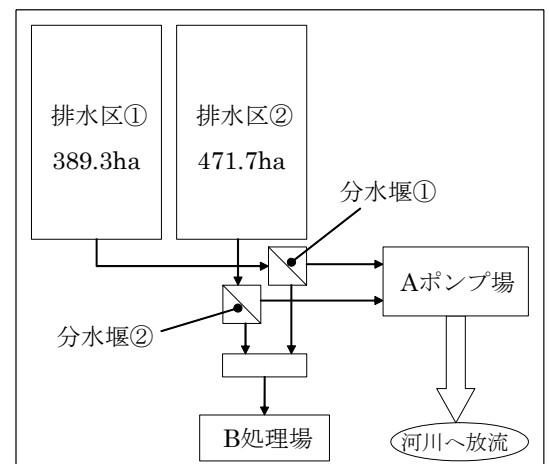 排水区①
389.3ha
排水区②
471.7ha
分水堰①
Aポンプ場
分水堰②
B処理場
河川へ放流